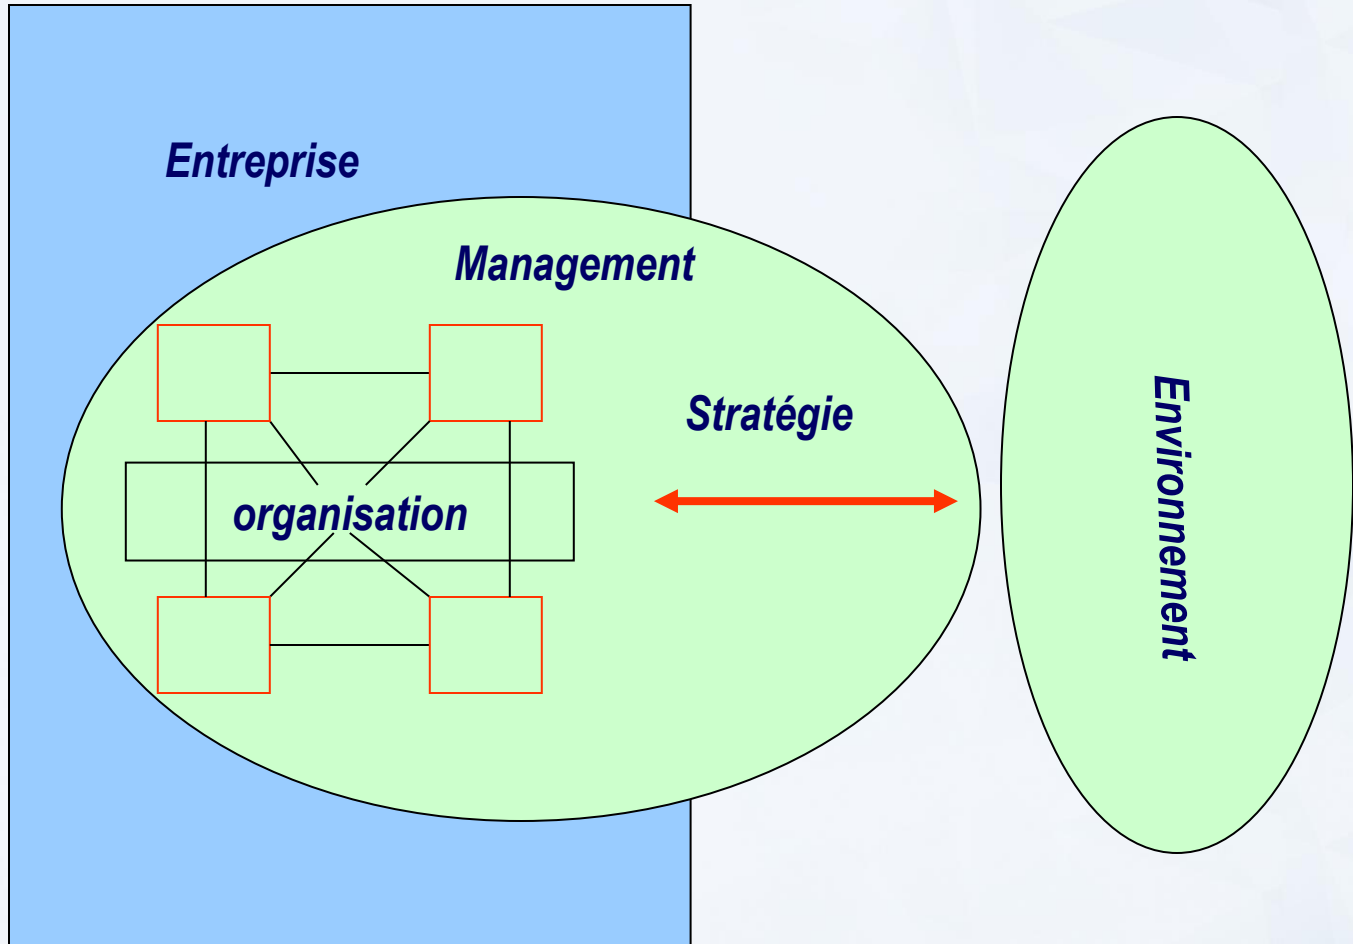 Entreprise
Management
Stratégie
organisation
Environnement